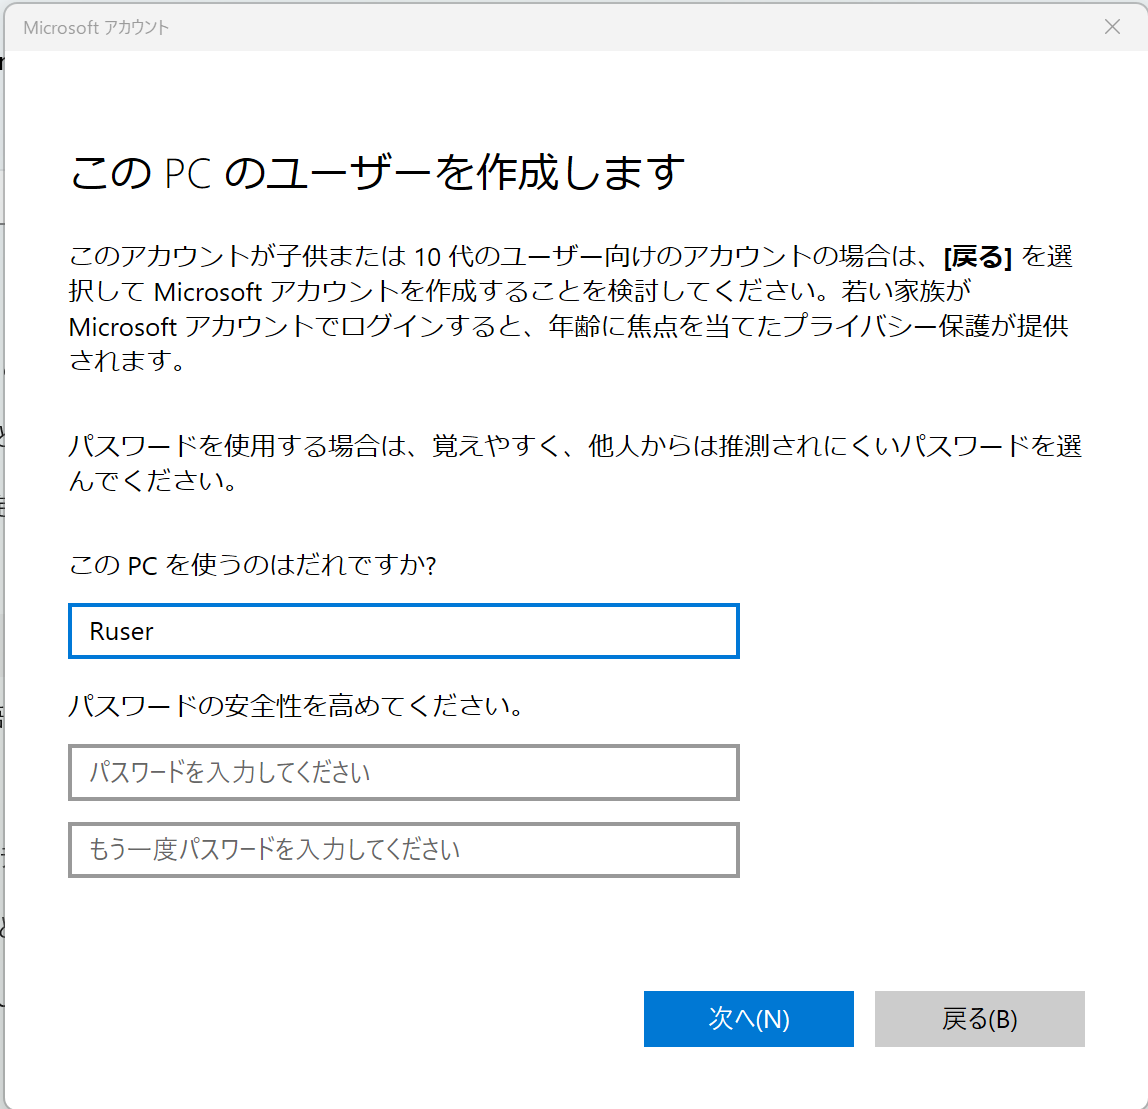 Microsoft アカウント
この PC のユーザーを作成します
このアカウントが子供または 10 代のユーザー向けのアカウントの場合は、[戻る] を選
択して Microsoft アカウントを作成することを検討してください。若い家族が
Microsoft アカウントでログインすると、年齢に焦点を当てたプライバシー保護が提供
されます。
パスワードを使用する場合は、覚えやすく、他人からは推測されにくいパスワードを選
んでください。
この PC を使うのはだれですか?
Ruser
パスワードの安全性を高めてください。
パスワードを入力してください
もう一度パスワードを入力してください
次へ(N)
戻る(B)